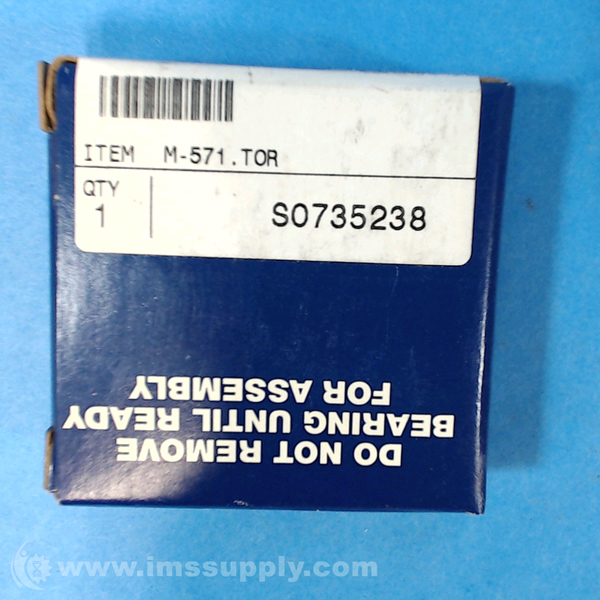 ITEM M-571.TOR
QTY
1 S0735238
DO NOT REMOVE
BEARING UNTIL READY
FOR ASSEMBLY
www.imssupply.com